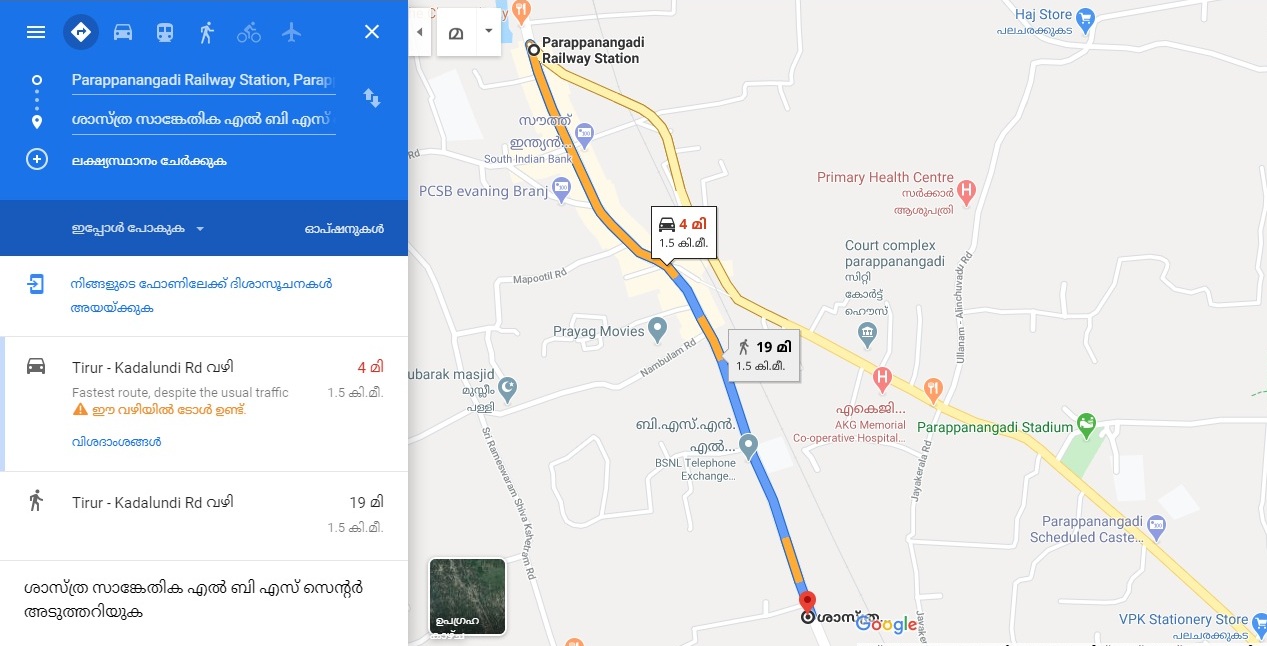 Parappanangadi Railway Station, Parap
ശാസ്ത്ര സാങ്കേതിക എൽ ബി എസ്
ലക്ഷ്യസ്ഥാനം ചേർക്കുക
ഇപ്പോൾ പോകുക
ഓപ്ഷനുകൾ
നിങ്ങളുടെ ഫോണിലേക്ക് ദിശാസൂചനകൾ
അയയ്ക്കുക
Tirur - Kadalundi Rd വഴി 4 മി
Fastest route, despite the usual traffic 1.5 കി.മീ.
ഈ വഴിയിൽ ടോൾ ഉണ്ട്.
വിശദാംശങ്ങൾ
Tirur - Kadalundi Rd വഴി 19 മി
1.5 കി.മീ.
ശാസ്ത്ര സാങ്കേതിക എൽ ബി എസ് സെന്റർ
അടുത്തറിയുക
Parappanangadi
Railway Station
Haj Store
പലചരക്കുകട
സൗത്ത്
ഇന്ത്യൻ...
South Indian Bank
Rd
PCSB evaning Branj
Primary Health Centre
സർക്കാർ
ആശുപത്രി
4 മി
1.5 കി.മീ.
Court complex
parappanangadi
സിറ്റി
കോർട്ട്
ഹൌസ്
Mapootil Rd
Ullanam - Alinchuvadu Rd
Prayag Movies
19 മി
1.5 കി.മീ.
Nambulam Rd
ubarak masjid
മുസ്ലീം
പള്ളി
എകെജി...
AKG Memorial
Co-operative Hospital...
Parappanangadi Stadium
ബി.എസ്.എൻ.
എൽ...
BSNL Telephone
Exchange...
Sri Rameswaram Shiva Kshetram Rd
Jayakerala Rd
Parappanangadi
Scheduled Caste...
ഉപഗ്രഹ
കാഴ്ച
ശാസ്ത്ര
Google
Jayake
VPK Stationery Store
പലചരക്കുകട